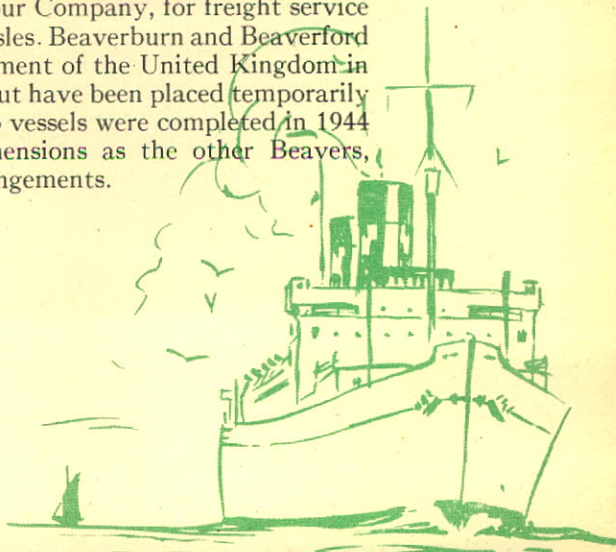 our Company, for freight service
sles. Beaverburn and Beaverford
ment of the United Kingdom in
ut have been placed temporarily
vessels were completed in 1944
ensions as the other Beavers,
ngements.